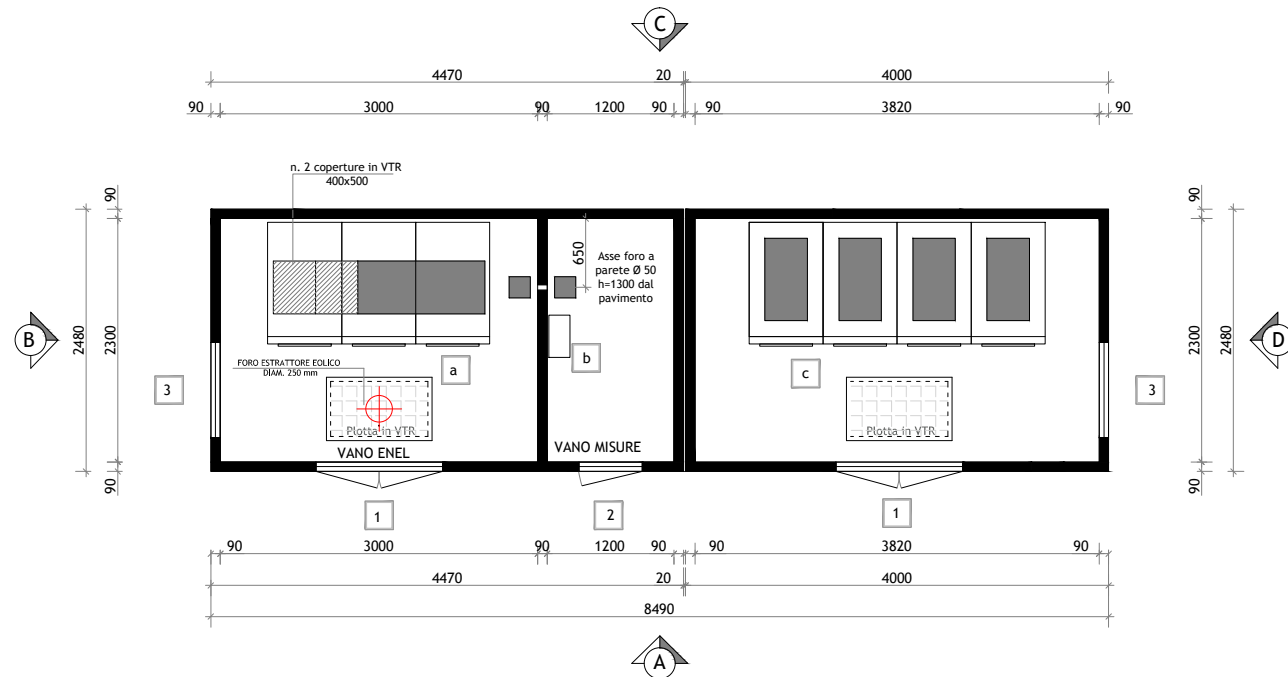 C
4470 20 4000
90 3000 90 1200 90 90 3820 90
n. 2 coperture in VTR
400x500
90
90
650
Asse foro a
parete Ø 50
h=1300 dal
pavimento
B
2480
2300
2300
2480
D
FORO ESTRATTORE EOLICO
DIAM. 250 mm
a
b
c
3
3
Plotta in VTR
Plotta in VTR
VANO ENEL
VANO MISURE
90
90
1
2
1
90 3000 90 1200 90 90 3820 90
4470 20 4000
8490
A